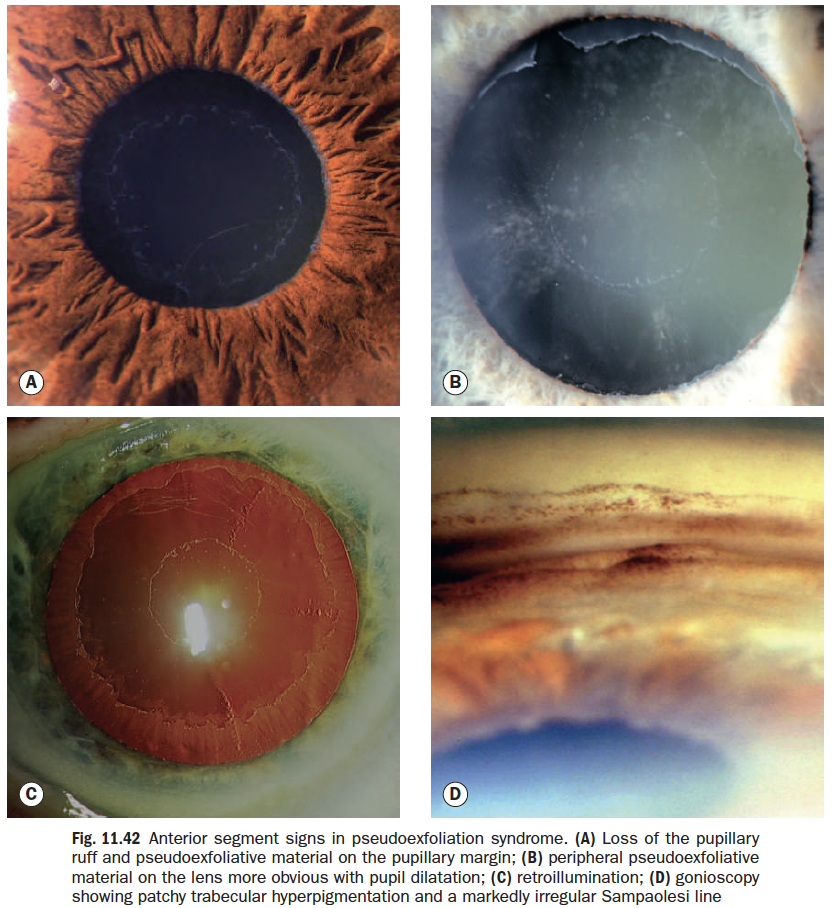 A
B
C
D
Fig. 11.42 Anterior segment signs in pseudoexfoliation syndrome. (A) Loss of the pupillary
ruff and pseudoexfoliative material on the pupillary margin; (B) peripheral pseudoexfoliative
material on the lens more obvious with pupil dilatation; (C) retroillumination; (D) gonioscopy
showing patchy trabecular hyperpigmentation and a markedly irregular Sampaolesi line